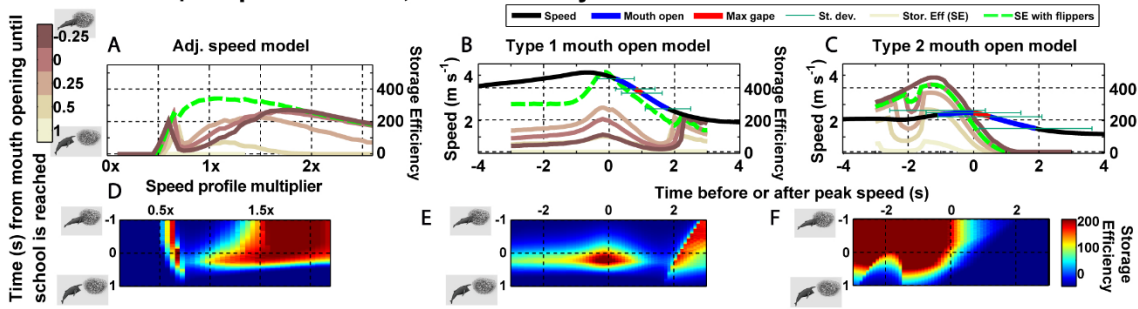 Speed Mouth open Max gape St. dev. Stor. Eff (SE) SE with flippers
Time (s) from mouth opening until
school is reached
-0.25
0
0.25
0.5
1
A Adj. speed model
400
200
0
Storage Efficiency
0x 1x 2x
Speed profile multiplier
B Type 1 mouth open model
Speed (m s⁻¹)
4
2
400
200
0
Storage Efficiency
-4 -2 0 2 4
C Type 2 mouth open model
Speed (m s⁻¹)
4
2
400
200
0
Storage Efficiency
-4 -2 0 2 4
Time before or after peak speed (s)
D
0.5x 1.5x
-1
0
1
E
-2 0 2
-1
0
1
F
-2 0 2
-1
0
1
200
100
0
Storage
Efficiency